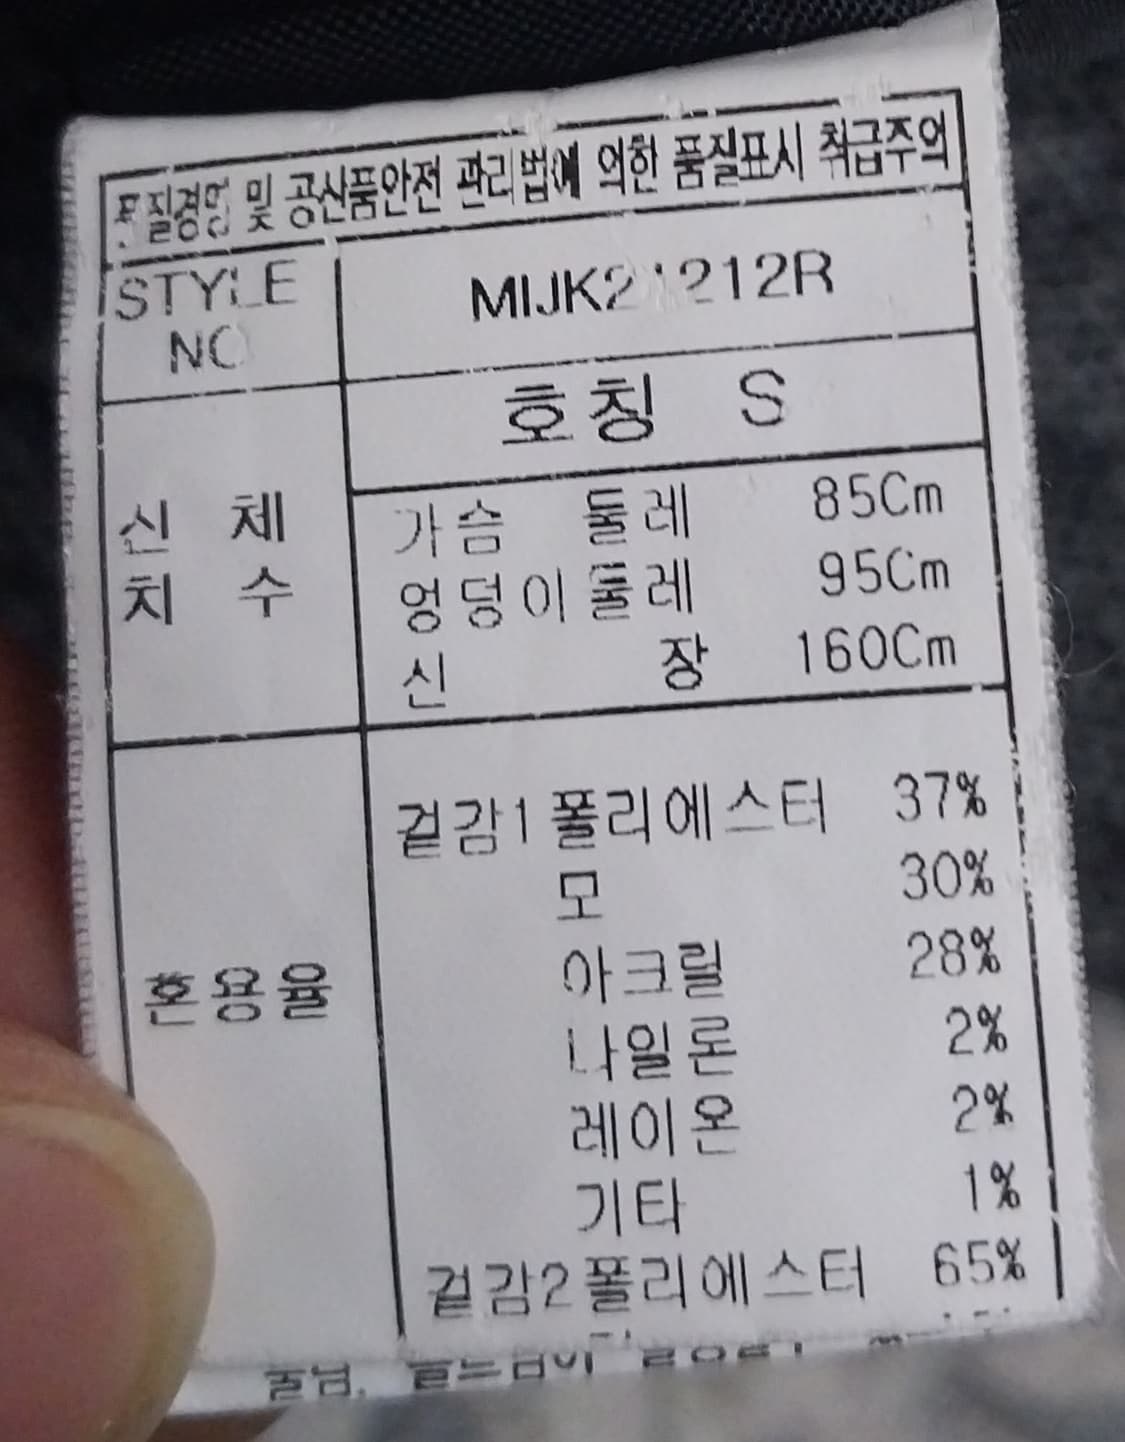 품질경영 및 공산품안전 관리법에 의한 품질표시 취급주의
STYLE NO
호칭 S
신체 치수
가슴 둘레 85Cm
엉덩이둘레 95Cm
신 장 160Cm
혼용율
겉감1 폴리에스터 37%
모 30%
아크릴 28%
나일론 2%
레이온 2%
기타 1%
겉감2 폴리에스터 65%